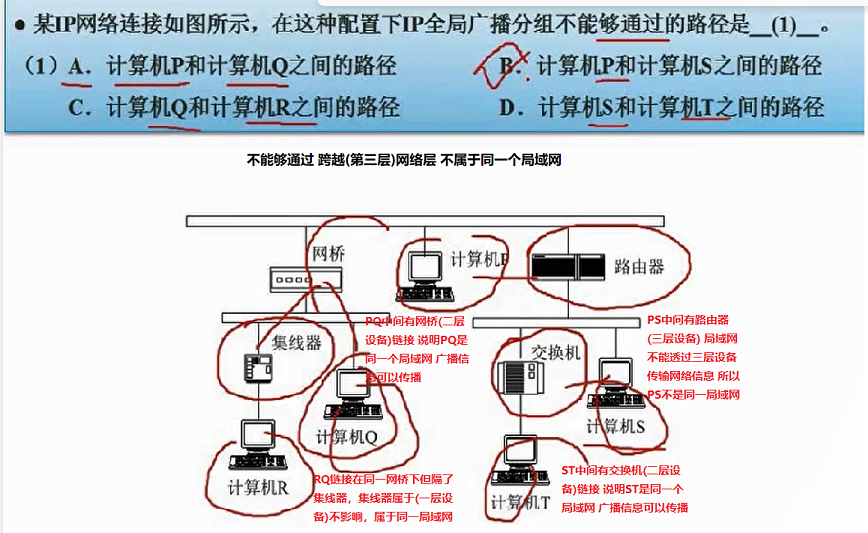 ● 某IP网络连接如图所示，在这种配置下IP全局广播分组不能够通过的路径是__(1)__。
（1）A．计算机P和计算机Q之间的路径 B．计算机P和计算机S之间的路径
C．计算机Q和计算机R之间的路径 D．计算机S和计算机T之间的路径
不能够通过 跨越(第三层)网络层 不属于同一个局域网
网桥
计算机P
路由器
PQ中间有网桥(二层
设备)链接 说明PQ是
同一个局域网 广播信
息可以传播
PS中间有路由器
(三层设备) 局域网
不能透过三层设备
传输网络信息 所以
PS不是同一局域网
集线器
交换机
计算机Q
计算机S
计算机R
RQ链接在同一网桥下但隔了
集线器，集线器属于(一层设
备)不影响，属于同一局域网
计算机T
ST中间有交换机(二层设
备)链接 说明ST是同一个
局域网 广播信息可以传播